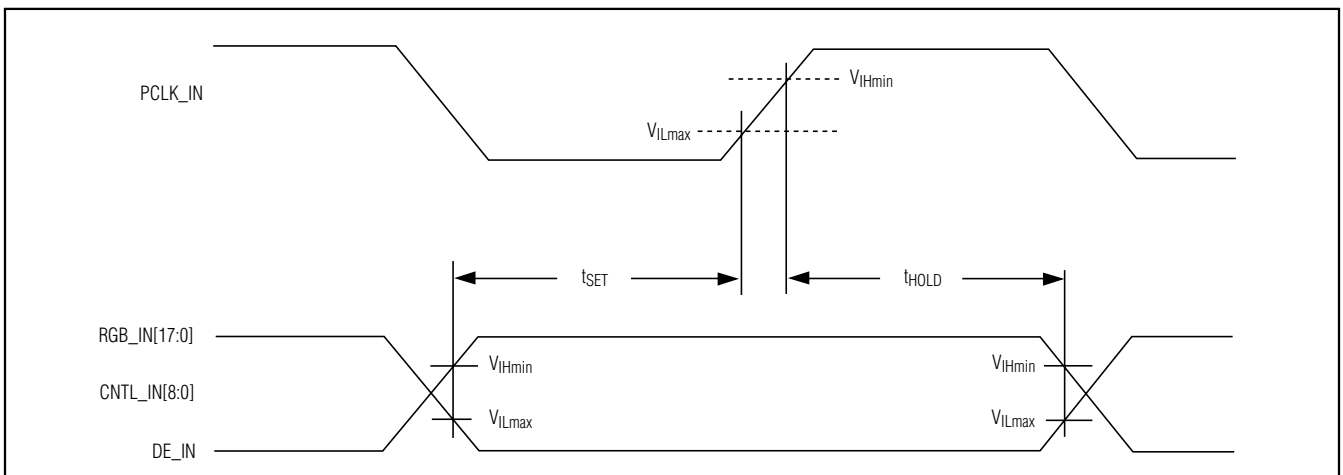 PCLK_IN
VIHmin
VILmax
tSET
tHOLD
RGB_IN[17:0]
CNTL_IN[8:0]
DE_IN
VIHmin
VILmax
VIHmin
VILmax